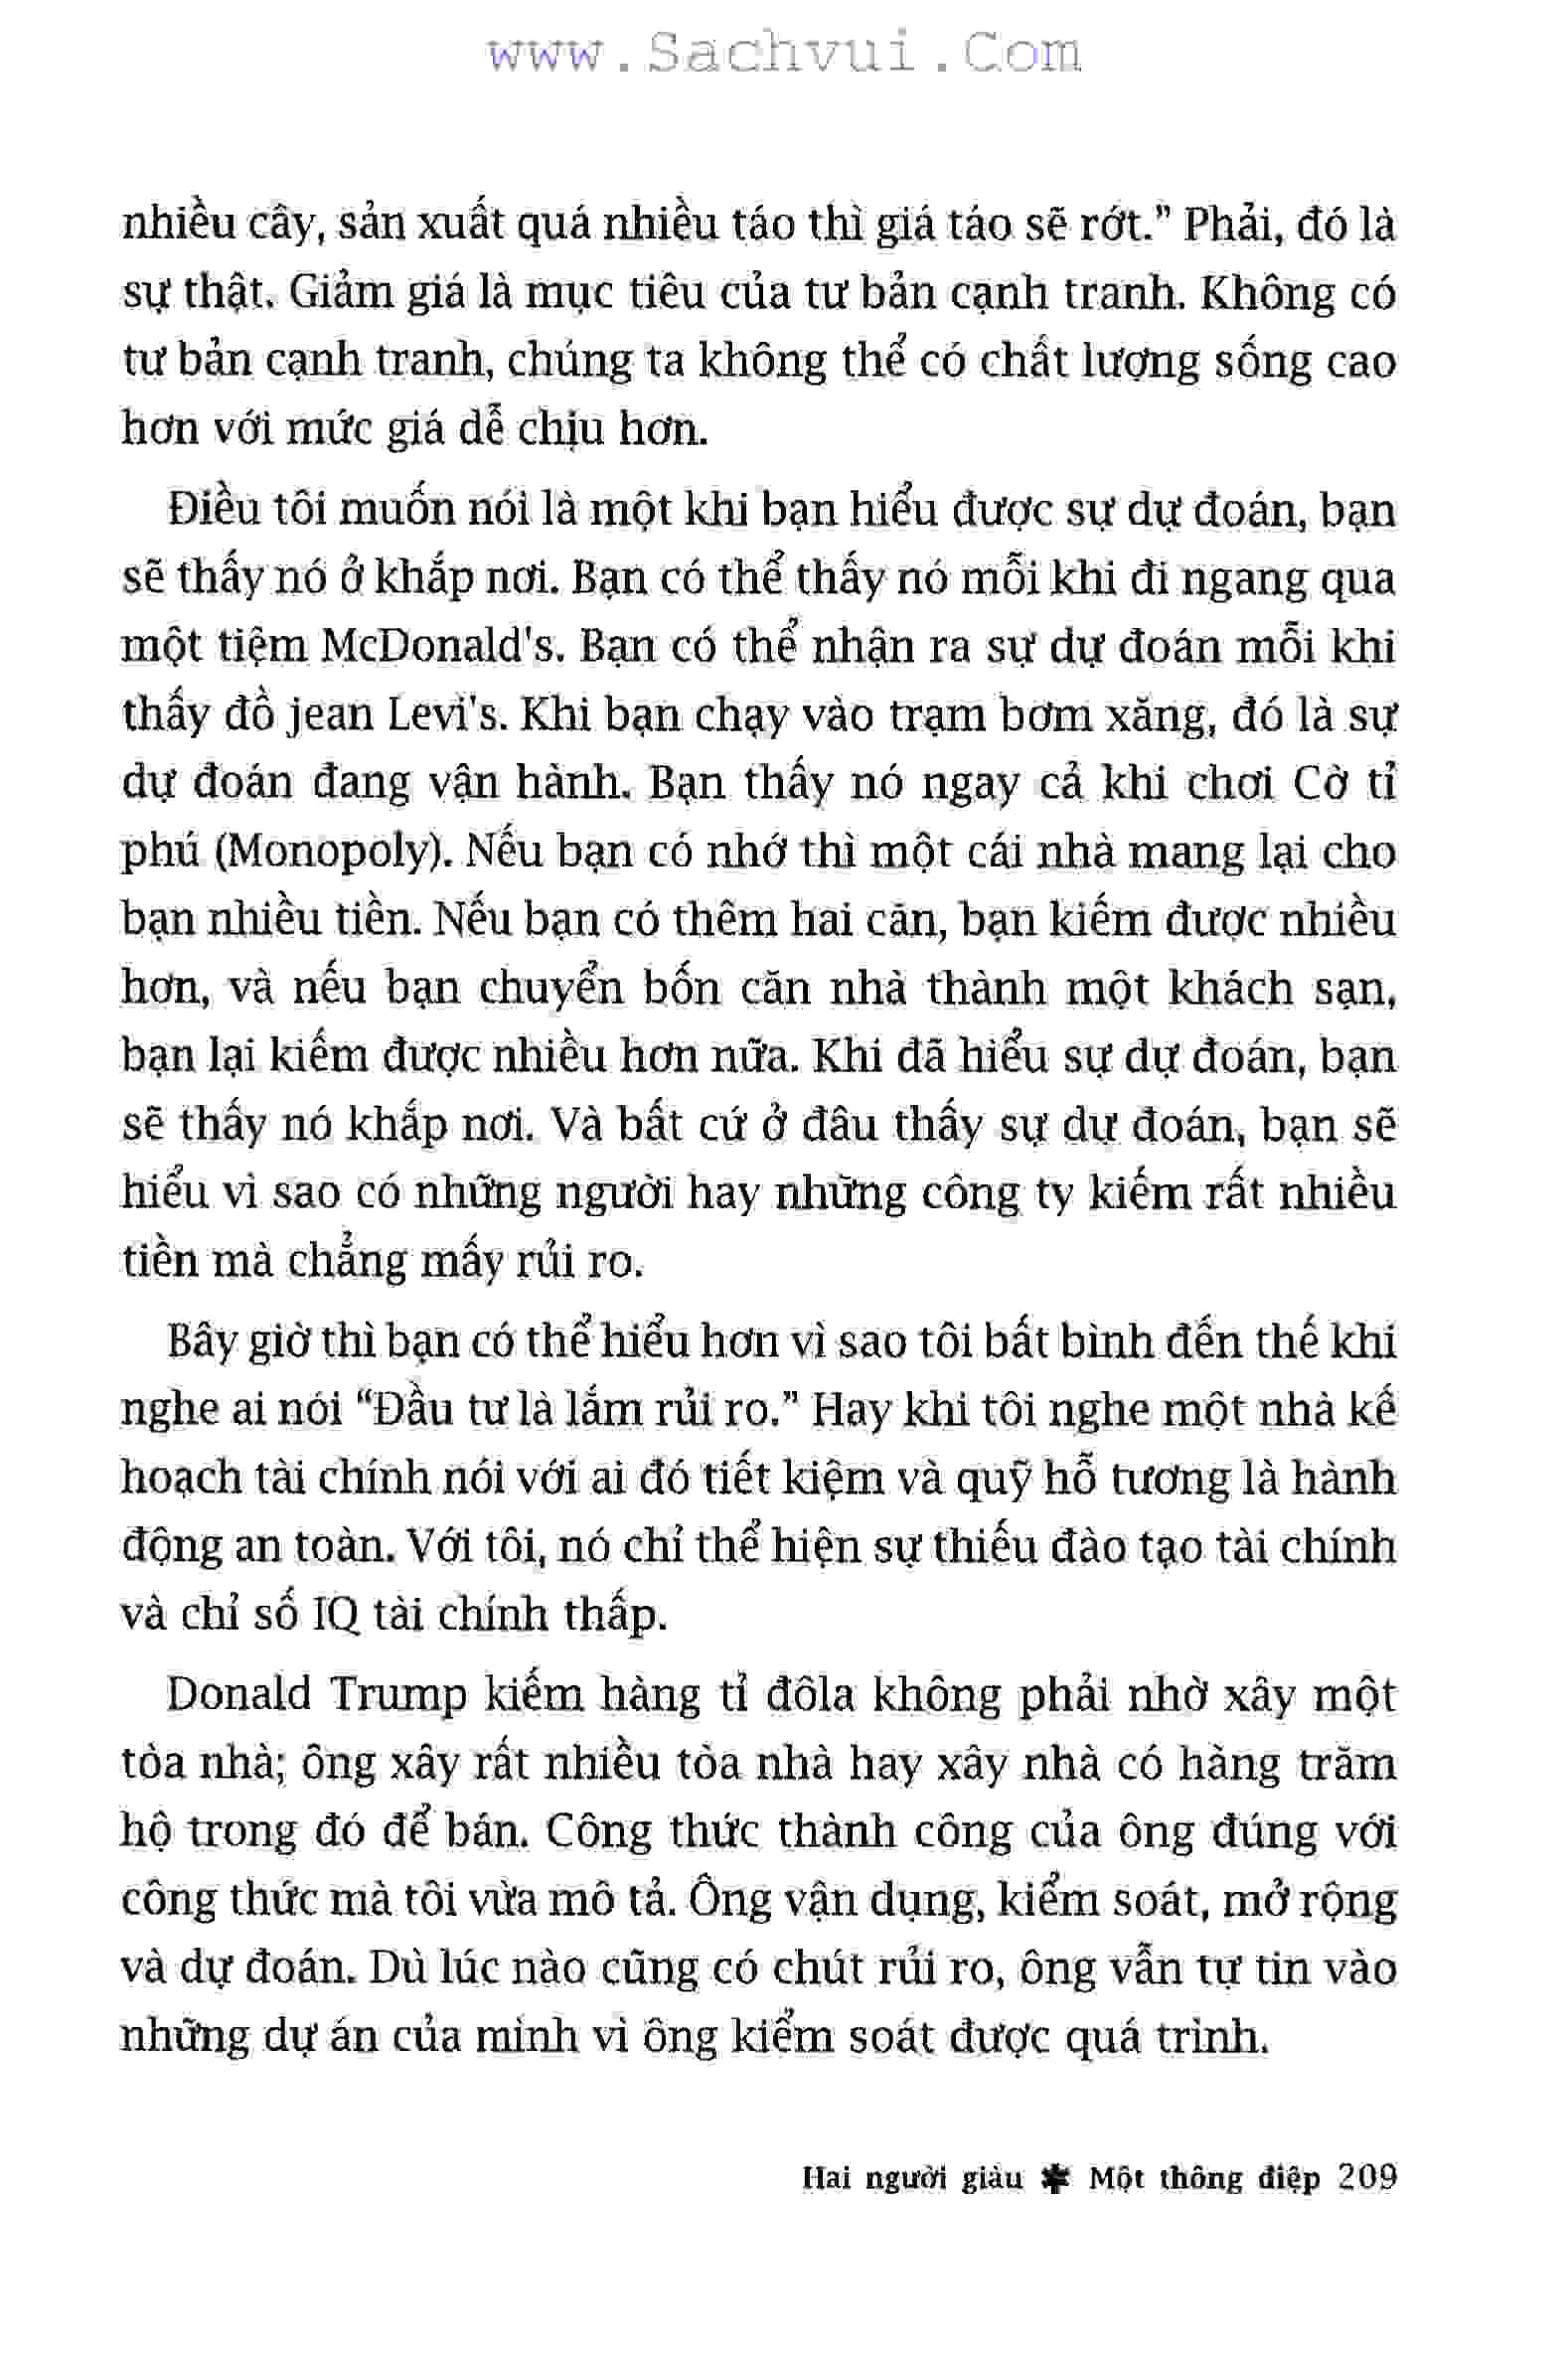 www.Sachvui.Com
nhiều cây, sản xuất quá nhiều táo thì giá táo sẽ rớt.” Phải, đó là
sự thật. Giảm giá là mục tiêu của tư bản cạnh tranh. Không có
tư bản cạnh tranh, chúng ta không thể có chất lượng sống cao
hơn với mức giá dễ chịu hơn.
Điều tôi muốn nói là một khi bạn hiểu được sự dự đoán, bạn
sẽ thấy nó ở khắp nơi. Bạn có thể thấy nó mỗi khi đi ngang qua
một tiệm McDonald's. Bạn có thể nhận ra sự dự đoán mỗi khi
thấy đồ jean Levi's. Khi bạn chạy vào trạm bơm xăng, đó là sự
dự đoán đang vận hành. Bạn thấy nó ngay cả khi chơi Cờ tỉ
phú (Monopoly). Nếu bạn có nhớ thì một cái nhà mang lại cho
bạn nhiều tiền. Nếu bạn có thêm hai căn, bạn kiếm được nhiều
hơn, và nếu bạn chuyển bốn căn nhà thành một khách sạn,
bạn lại kiếm được nhiều hơn nữa. Khi đã hiểu sự dự đoán, bạn
sẽ thấy nó khắp nơi. Và bất cứ ở đâu thấy sự dự đoán, bạn sẽ
hiểu vì sao có những người hay những công ty kiếm rất nhiều
tiền mà chẳng mấy rủi ro.
Bây giờ thì bạn có thể hiểu hơn vì sao tôi bất bình đến thế khi
nghe ai nói “Đầu tư là lắm rủi ro.” Hay khi tôi nghe một nhà kế
hoạch tài chính nói với ai đó tiết kiệm và quỹ hỗ tương là hành
động an toàn. Với tôi, nó chỉ thể hiện sự thiếu đào tạo tài chính
và chỉ số IQ tài chính thấp.
Donald Trump kiếm hàng tỉ đôla không phải nhờ xây một
tòa nhà; ông xây rất nhiều tòa nhà hay xây nhà có hàng trăm
hộ trong đó để bán. Công thức thành công của ông đúng với
công thức mà tôi vừa mô tả. Ông vận dụng, kiểm soát, mở rộng
và dự đoán. Dù lúc nào cũng có chút rủi ro, ông vẫn tự tin vào
những dự án của mình vì ông kiểm soát được quá trình.
Hai người giàu ✱ Một thông điệp 209